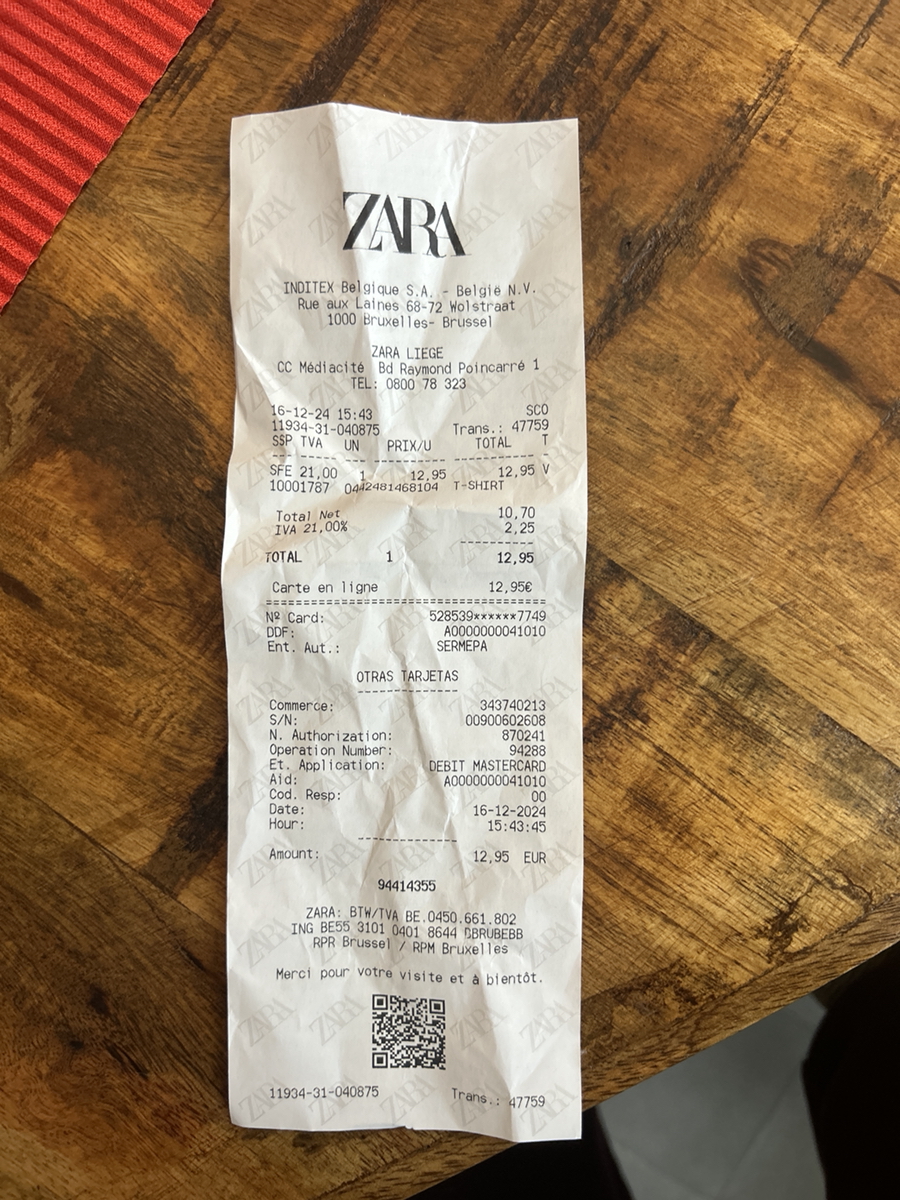 ZARA
INDITEX Belgique S.A. - België N.V.
Rue aux Laines 68-72 Wolstraat
1000 Bruxelles- Brussel
ZARA LIEGE
CC Médiacité Bd Raymond Poincarré 1
TEL: 0800 78 323
16-12-24 15:43 SCO
11934-31-040875 Trans.: 47759
SSP TVA UN PRIX/U TOTAL T
SFE 21,00 1 12,95 12,95 V
10001787 0442481468104 T-SHIRT
Total Net 10,70
IVA 21,00% 2,25
TOTAL 1 12,95
Carte en ligne 12,95€
Nº Card: 528539******7749
DDF: A0000000041010
Ent. Aut.: SERMEPA
OTRAS TARJETAS
Commerce: 343740213
S/N: 00900602608
N. Authorization: 870241
Operation Number: 94288
Et. Application: DEBIT MASTERCARD
Aid: A0000000041010
Cod. Resp: 00
Date: 16-12-2024
Hour: 15:43:45
Amount: 12,95 EUR
94414355
ZARA: BTW/TVA BE.0450.661.802
ING BE55 3101 0401 8644 BBRUBEBB
RPR Brussel / RPM Bruxelles
Merci pour votre visite et à bientôt.
11934-31-040875 Trans.: 47759